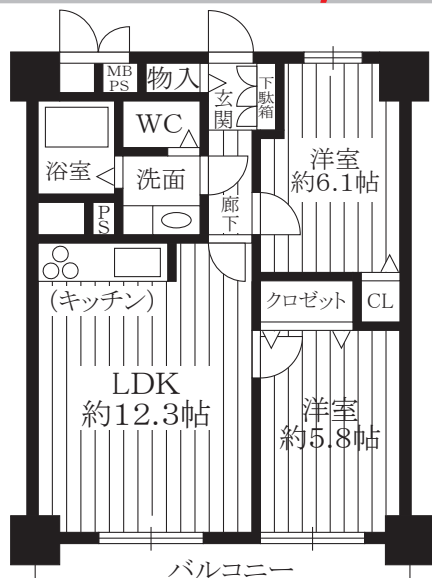 MB
PS
物入
玄関
下駄箱
WC
洋室
約6.1帖
浴室
洗面
廊下
PS
(キッチン)
クロゼット
CL
LDK
約12.3帖
洋室
約5.8帖
バルコニー